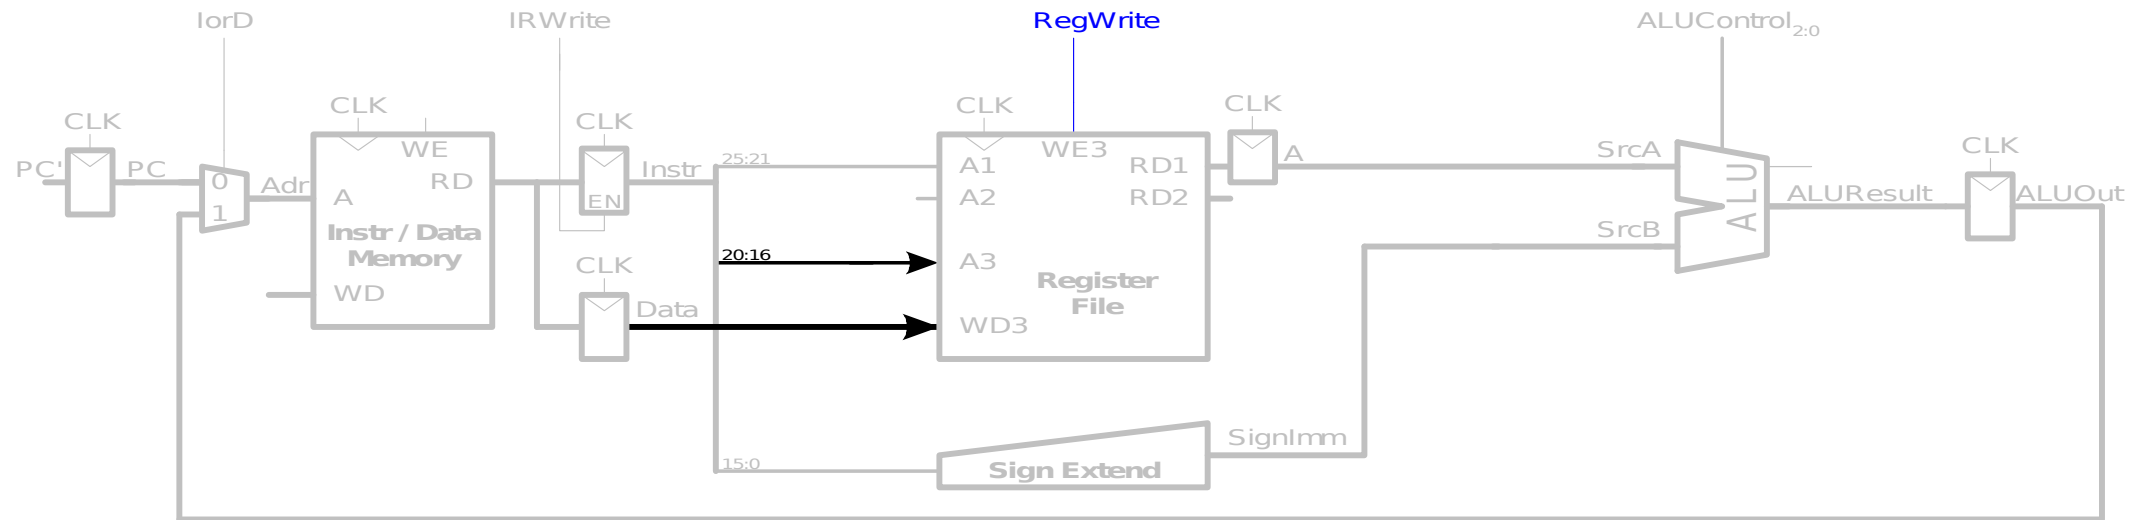 IorD IRWrite RegWrite ALUControl2:0
CLK CLK CLK CLK CLK CLK
PC' PC 0 1 Adr
WE
RD
A
Instr / Data
Memory
WD
EN
Instr
CLK
Data
25:21
20:16
15:0
WE3
A1 RD1
A2 RD2
A3
Register
File
WD3
A
SrcA
SrcB
ALU
ALUResult
ALUOut
Sign Extend
SignImm